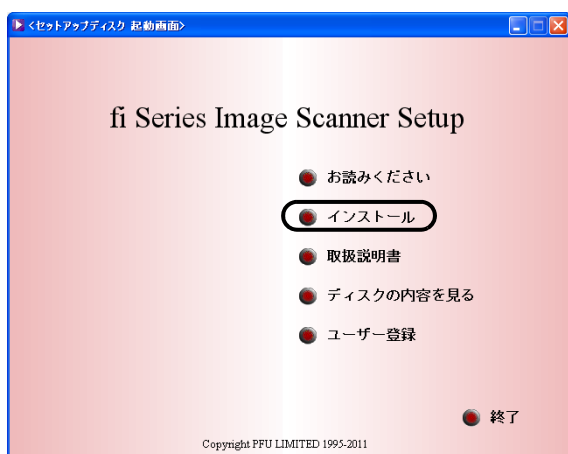 <セットアップディスク 起動画面>
fi Series Image Scanner Setup
お読みください
インストール
取扱説明書
ディスクの内容を見る
ユーザー登録
終了
Copyright PFU LIMITED 1995-2011